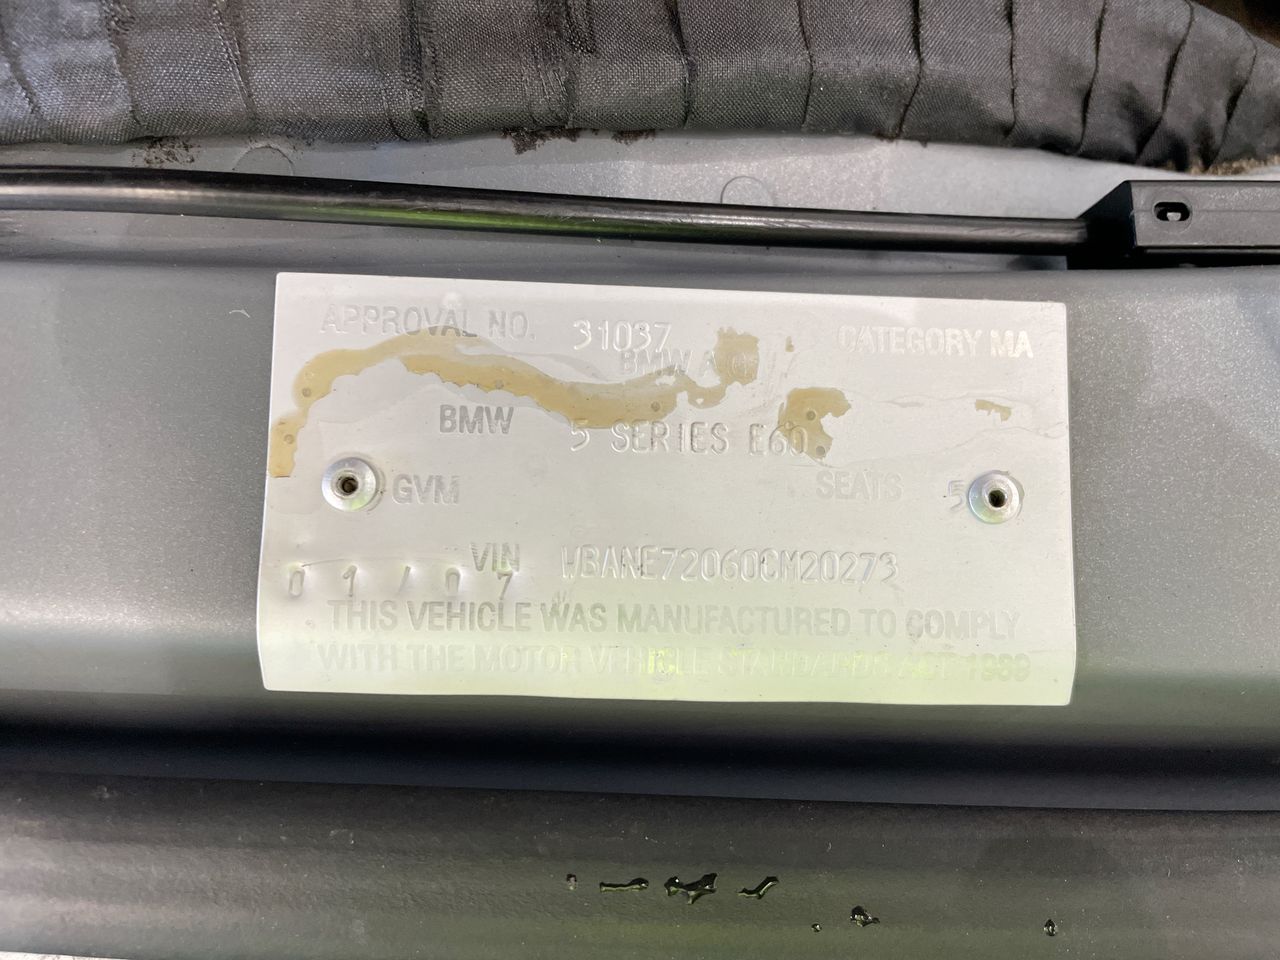 APPROVAL NO. 31037 CATEGORY MA
BMW AG
BMW 5 SERIES E60
GVM SEATS 5
VIN WBANE72060CM20273
01/07
THIS VEHICLE WAS MANUFACTURED TO COMPLY
WITH THE MOTOR VEHICLE STANDARDS ACT 1989